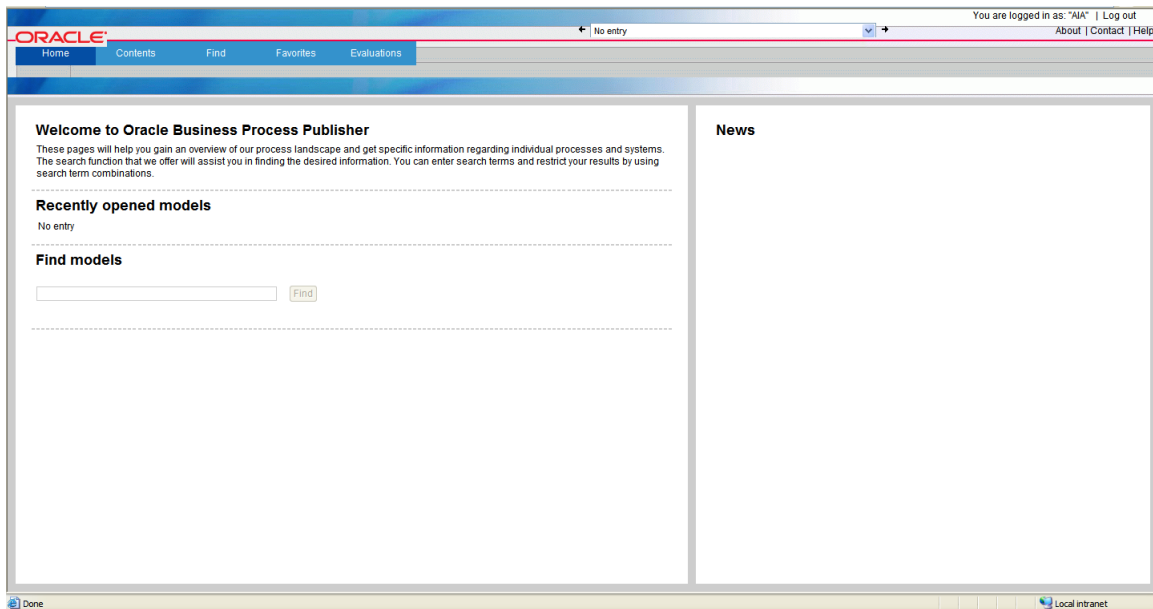 You are logged in as: "AIA" | Log out
ORACLE
No entry
About | Contact | Help
Home Contents Find Favorites Evaluations
Welcome to Oracle Business Process Publisher
These pages will help you gain an overview of our process landscape and get specific information regarding individual processes and systems.
The search function that we offer will assist you in finding the desired information. You can enter search terms and restrict your results by using
search term combinations.
Recently opened models
No entry
Find models
Find
News
Done
Local intranet